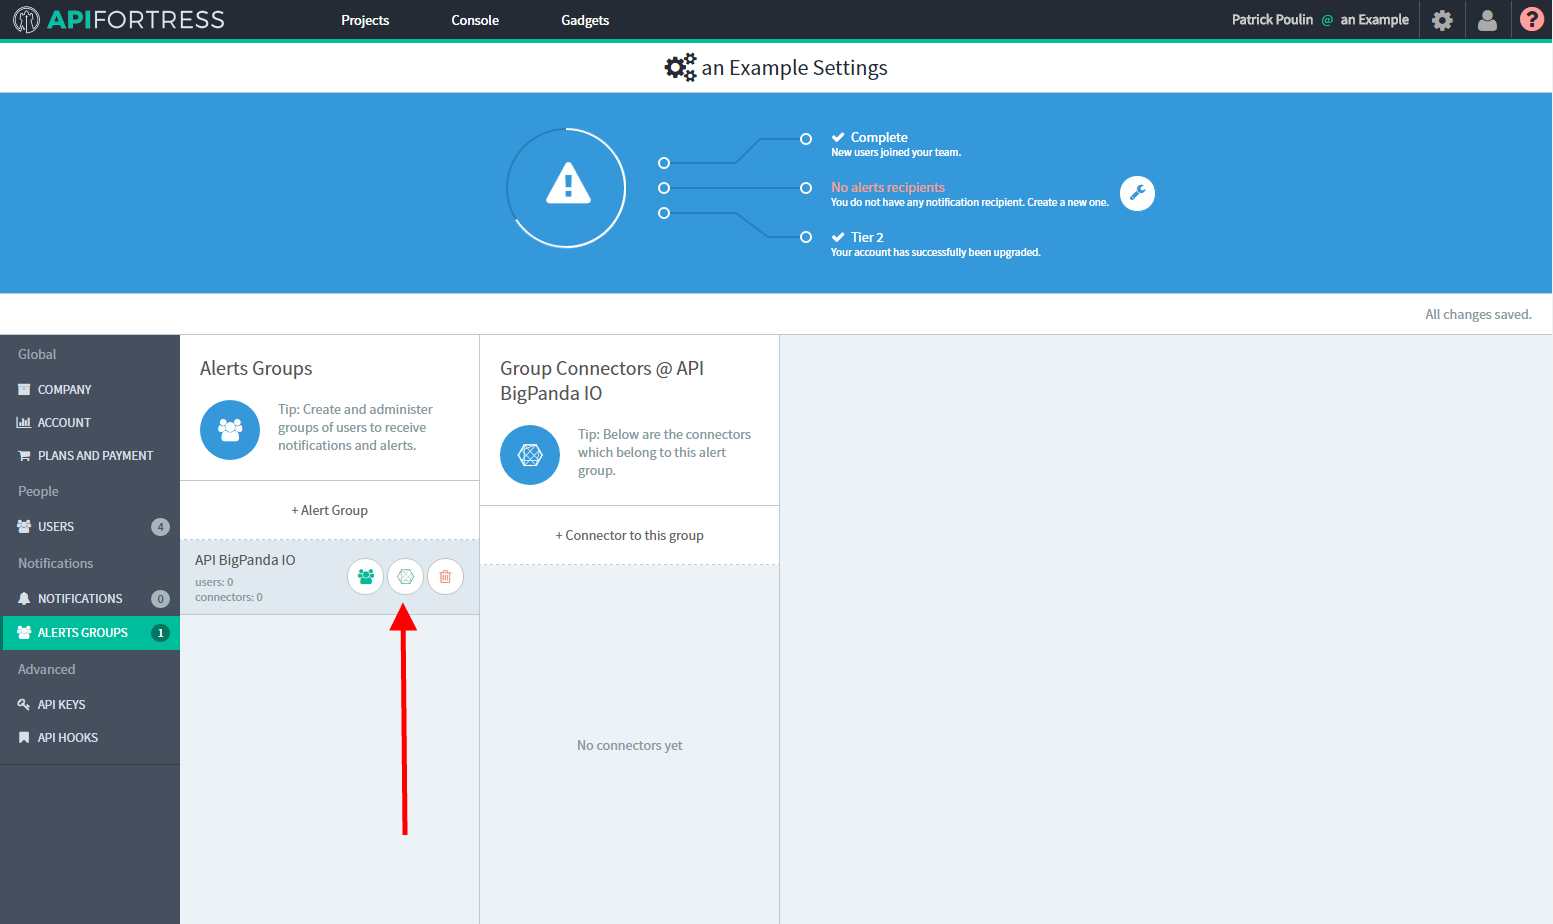 APIFORTRESS
Projects
Console
Gadgets
Patrick Poulin @ an Example
?
an Example Settings
Complete
New users joined your team.
No alerts recipients
You do not have any notification recipient. Create a new one.
Tier 2
Your account has successfully been upgraded.
All changes saved.
Global
COMPANY
ACCOUNT
PLANS AND PAYMENT
People
USERS 4
Notifications
NOTIFICATIONS 0
ALERTS GROUPS 1
Advanced
API KEYS
API HOOKS
Alerts Groups
Tip: Create and administer
groups of users to receive
notifications and alerts.
+ Alert Group
API BigPanda IO
users: 0
connectors: 0
Group Connectors @ API
BigPanda IO
Tip: Below are the connectors
which belong to this alert
group.
+ Connector to this group
No connectors yet